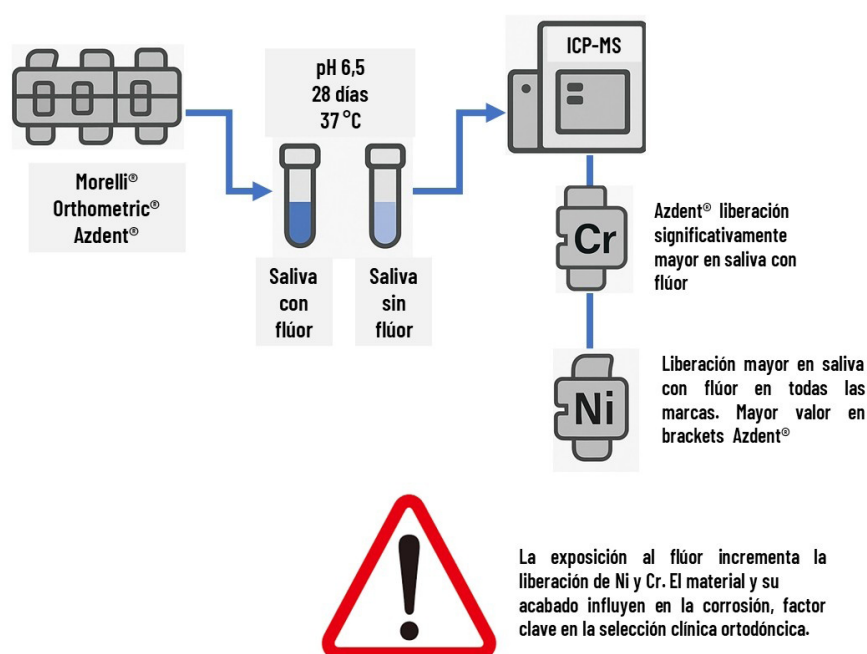 Morelli®
Orthometric®
Azdent®
pH 6,5
28 días
37 °C
Saliva
con
flúor
Saliva
sin
flúor
ICP-MS
Cr
Azdent® liberación
significativamente
mayor en saliva con
flúor
Ni
Liberación mayor en saliva
con flúor en todas las
marcas. Mayor valor en
brackets Azdent®
La exposición al flúor incrementa la
liberación de Ni y Cr. El material y su
acabado influyen en la corrosión, factor
clave en la selección clínica ortodóncica.